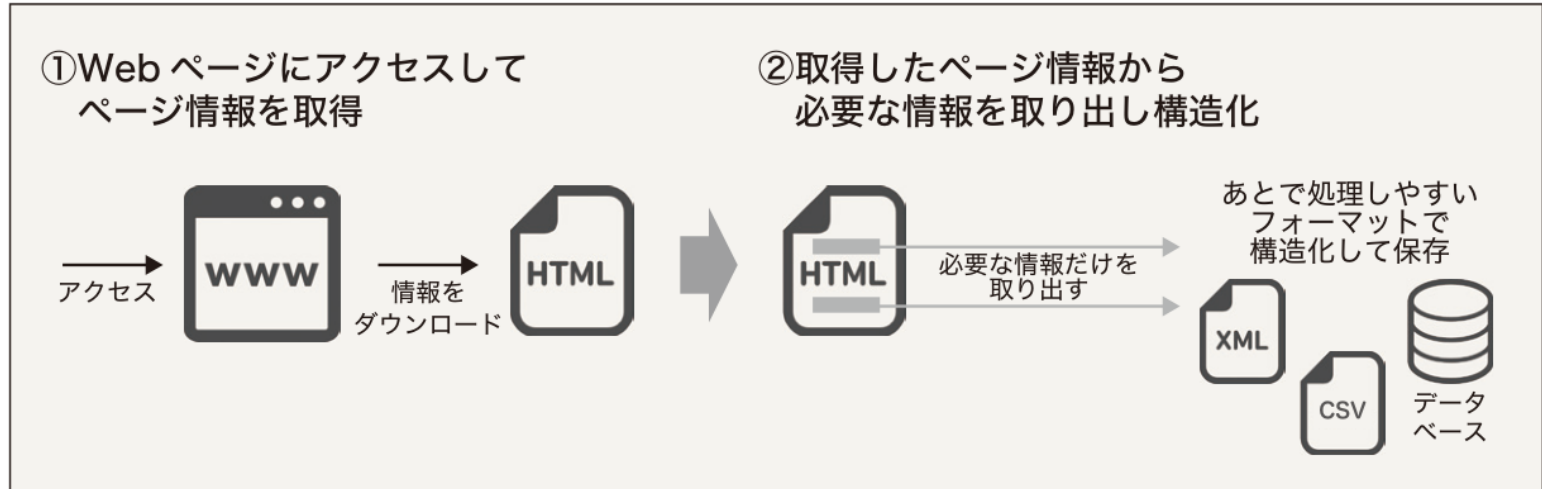 ①Web ページにアクセスして
ページ情報を取得
アクセス
WWW
情報を
ダウンロード
HTML
②取得したページ情報から
必要な情報を取り出し構造化
HTML
必要な情報だけを
取り出す
あとで処理しやすい
フォーマットで
構造化して保存
XML
CSV
データ
ベース